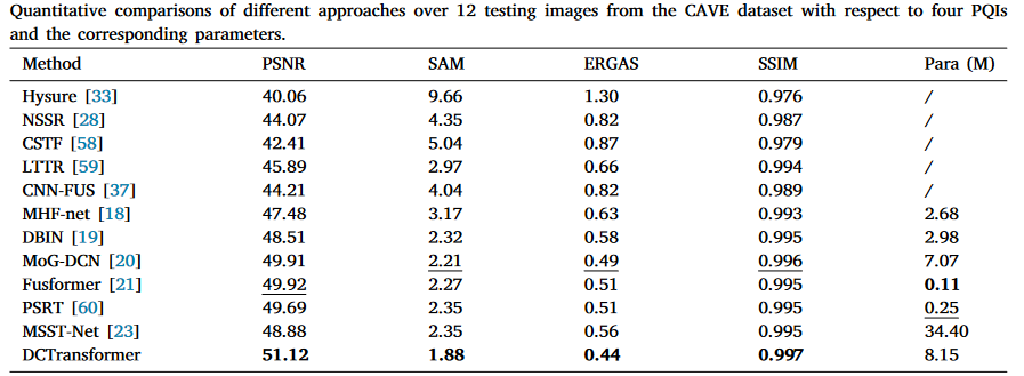 Quantitative comparisons of different approaches over 12 testing images from the CAVE dataset with respect to four PQIs
and the corresponding parameters.
Method PSNR SAM ERGAS SSIM Para (M)
Hysure [33] 40.06 9.66 1.30 0.976 /
NSSR [28] 44.07 4.35 0.82 0.987 /
CSTF [58] 42.41 5.04 0.87 0.979 /
LTTR [59] 45.89 2.97 0.66 0.994 /
CNN-FUS [37] 44.21 4.04 0.82 0.989 /
MHF-net [18] 47.48 3.17 0.63 0.993 2.68
DBIN [19] 48.51 2.32 0.58 0.995 2.98
MoG-DCN [20] 49.91 2.21 0.49 0.996 7.07
Fusformer [21] 49.92 2.27 0.51 0.995 0.11
PSRT [60] 49.69 2.35 0.51 0.995 0.25
MSST-Net [23] 48.88 2.35 0.56 0.995 34.40
DCTransformer 51.12 1.88 0.44 0.997 8.15